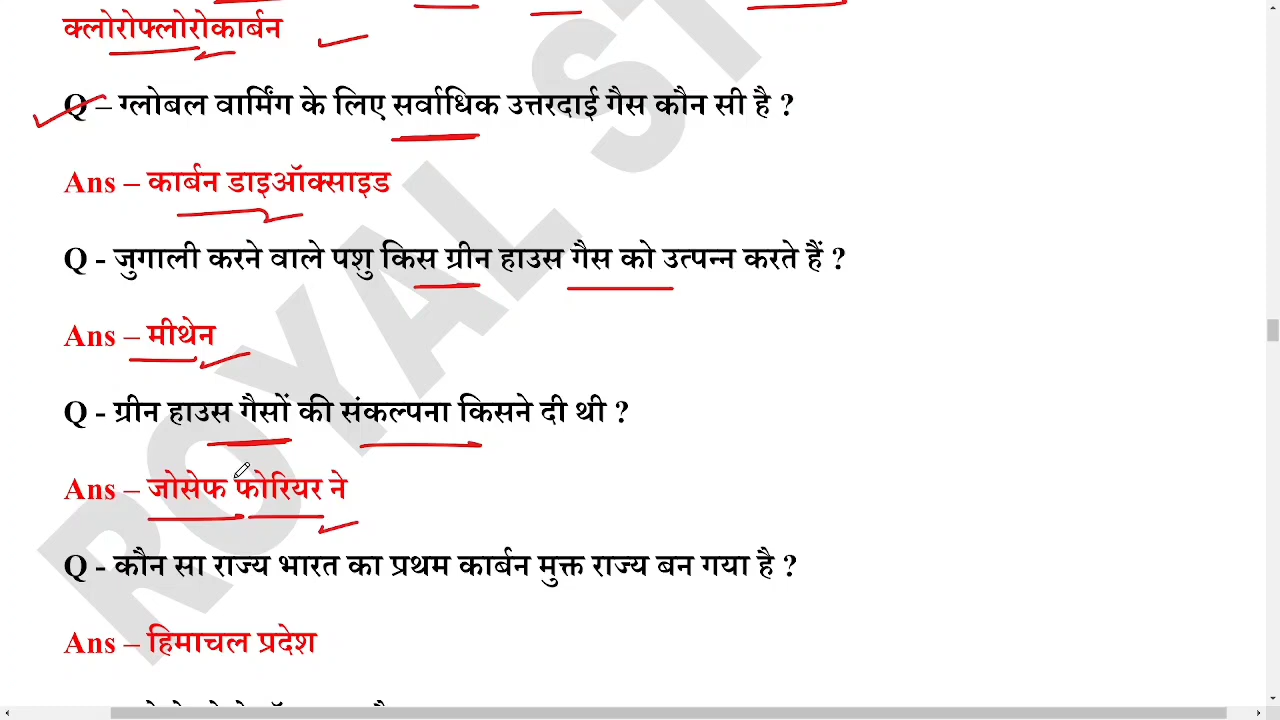 क्लोरोफ्लोरोकार्बन
Q – ग्लोबल वार्मिंग के लिए सर्वाधिक उत्तरदाई गैस कौन सी है ?
Ans – कार्बन डाइऑक्साइड
Q - जुगाली करने वाले पशु किस ग्रीन हाउस गैस को उत्पन्न करते हैं ?
Ans – मीथेन
Q - ग्रीन हाउस गैसों की संकल्पना किसने दी थी ?
Ans – जोसेफ फोरियर ने
Q - कौन सा राज्य भारत का प्रथम कार्बन मुक्त राज्य बन गया है ?
Ans – हिमाचल प्रदेश
ROYAL ST